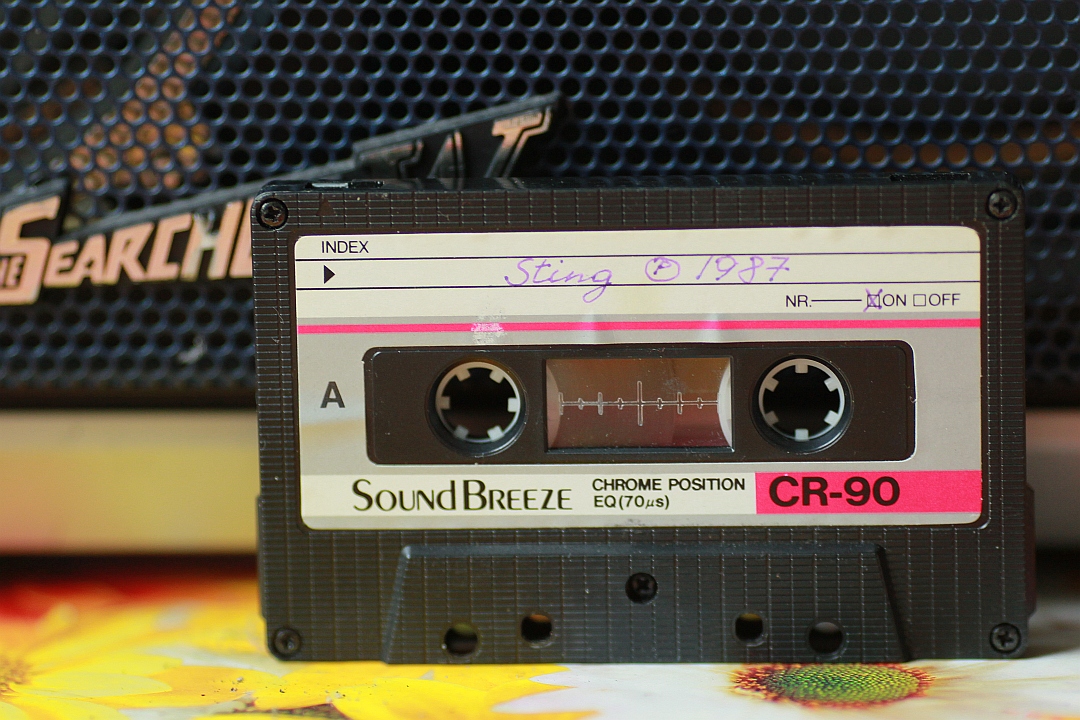 SEARCHE
INDEX
Sting Ⓟ 1987
NR. ON OFF
A
SOUNDBREEZE
CHROME POSITION
EQ(70µs)
CR-90